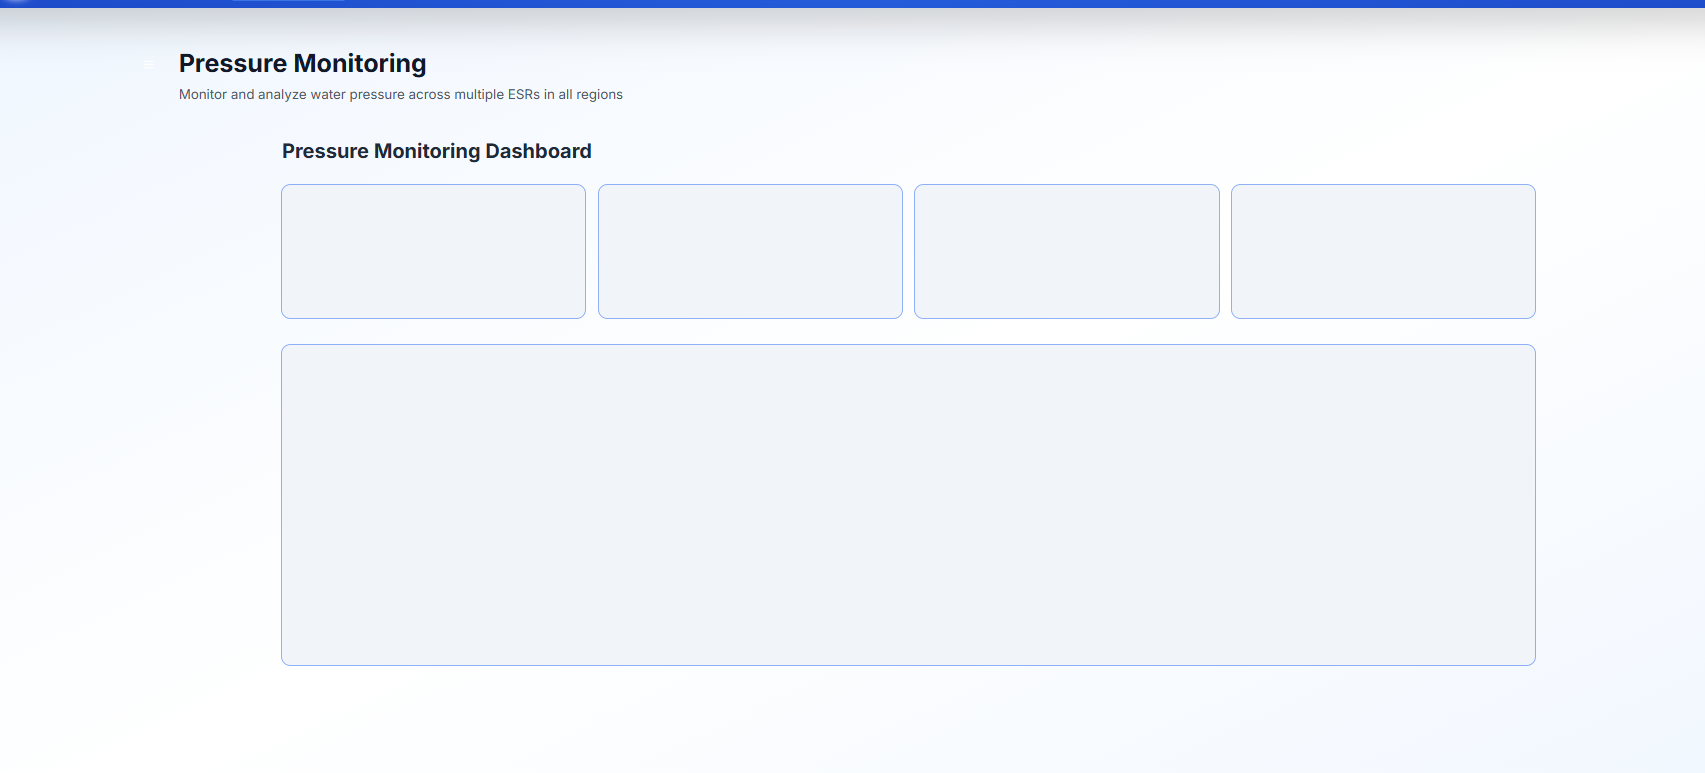 Pressure Monitoring
Monitor and analyze water pressure across multiple ESRs in all regions
Pressure Monitoring Dashboard